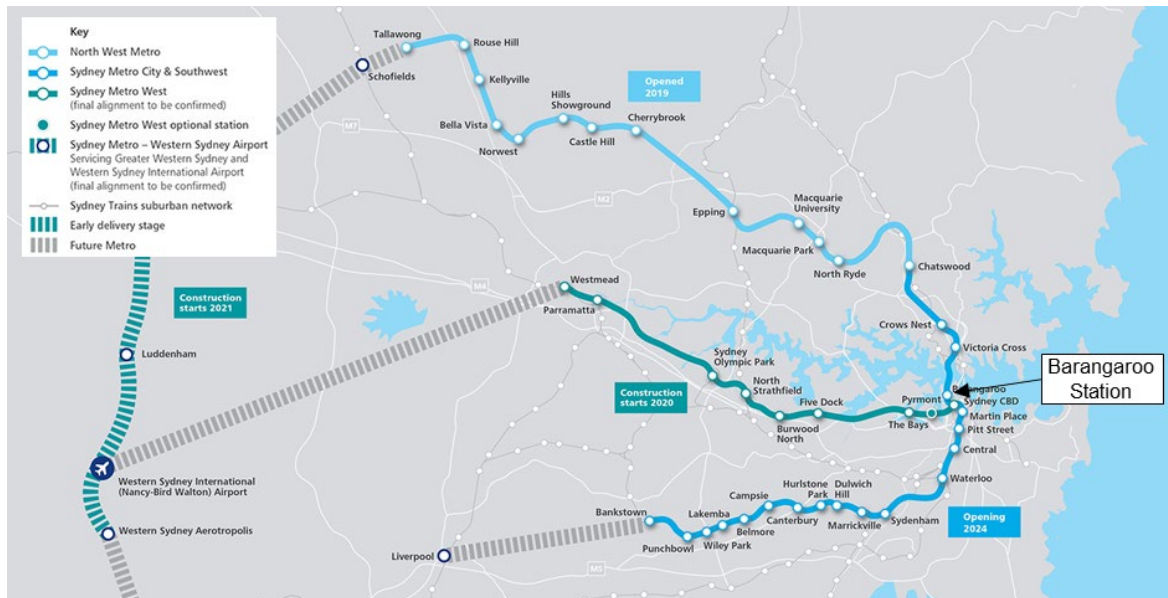 Key
North West Metro
Sydney Metro City & Southwest
Sydney Metro West
(final alignment to be confirmed)
Sydney Metro West optional station
Sydney Metro – Western Sydney Airport
Servicing Greater Western Sydney and
Western Sydney International Airport
(final alignment to be confirmed)
Sydney Trains suburban network
Early delivery stage
Future Metro
Tallawong
Rouse Hill
Schofields
Kellyville
Opened
2019
Hills
Showground
Cherrybrook
M7
Bella Vista
Norwest
Castle Hill
M2
Macquarie
University
Epping
Macquarie Park
North Ryde
Chatswood
Westmead
M4
Construction
starts 2021
Parramatta
Crows Nest
Luddenham
Victoria Cross
Sydney
Olympic Park
Barangaroo
Station
North
Strathfield
Construction
starts 2020
Barangaroo
Five Dock
Pyrmont
Sydney CBD
Martin Place
Burwood
North
The Bays
Pitt Street
Central
Western Sydney International
(Nancy-Bird Walton) Airport
Waterloo
Hurlstone
Park
Dulwich
Hill
Campsie
Lakemba
Bankstown
Canterbury
Belmore
Marrickville
Sydenham
Opening
2024
Western Sydney Aerotropolis
Punchbowl
Wiley Park
Liverpool
M5